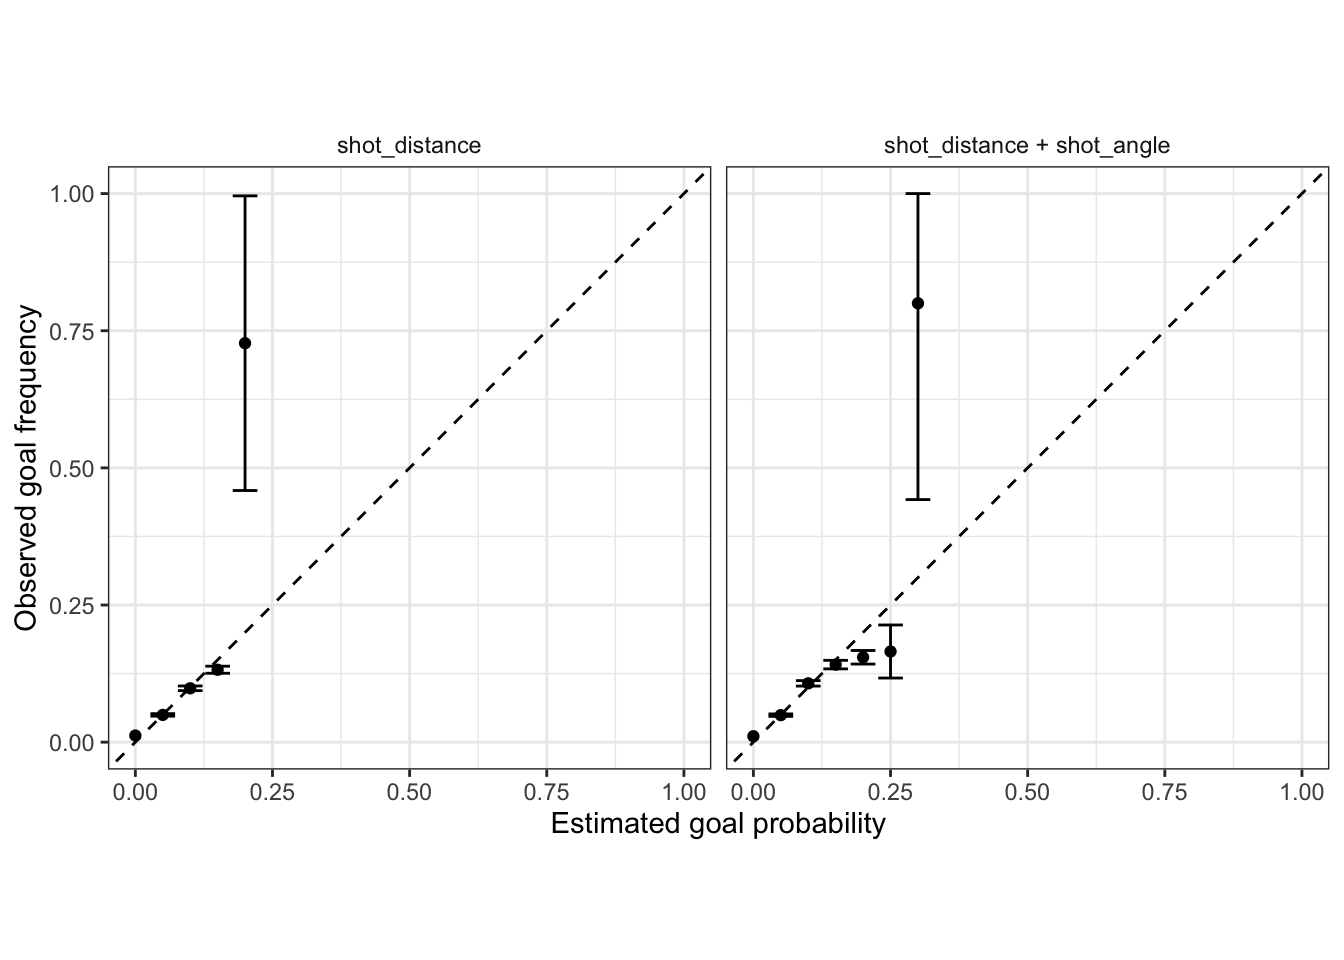 shot_distance
shot_distance + shot_angle
Observed goal frequency
1.00
0.75
0.50
0.25
0.00
0.00 0.25 0.50 0.75 1.00
0.00 0.25 0.50 0.75 1.00
Estimated goal probability